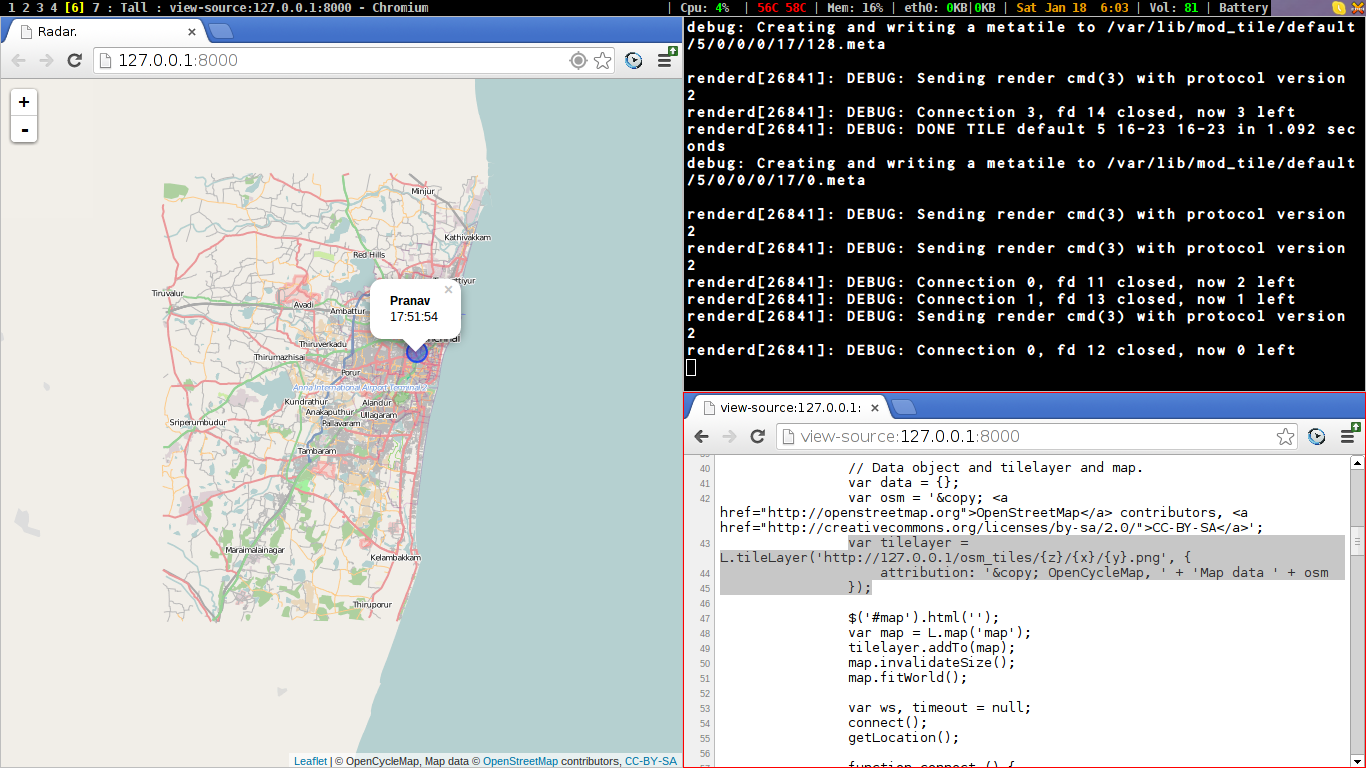 1 2 3 4 [6] 7 : Tall : view-source:127.0.0.1:8000 - Chromium | Cpu: 4% | 56C 58C | Mem: 16% | eth0: 0KB|0KB | Sat Jan 18 6:03 | Vol: 81 | Battery
Radar.
127.0.0.1:8000
+
-
Minjur
Kathivakkam
Red Hills
Tiruvalur
Avadi
Ambattur
Pranav
17:51:54
Thiruverkadu
Thirumazhisai
Porur
Anna International Airport Terminal 2
Kundrathur
Alandur
Anakaputhur
Ullagaram
Pallavaram
Sriperumbudur
Tambaram
Maraimalainagar
Kelambakkam
Thiruporur
Leaflet | © OpenCycleMap, Map data © OpenStreetMap contributors, CC-BY-SA
debug: Creating and writing a metatile to /var/lib/mod_tile/default
/5/0/0/0/17/128.meta
renderd[26841]: DEBUG: Sending render cmd(3) with protocol version
2
renderd[26841]: DEBUG: Connection 3, fd 14 closed, now 3 left
renderd[26841]: DEBUG: DONE TILE default 5 16-23 16-23 in 1.092 sec
onds
debug: Creating and writing a metatile to /var/lib/mod_tile/default
/5/0/0/0/17/0.meta
renderd[26841]: DEBUG: Sending render cmd(3) with protocol version
2
renderd[26841]: DEBUG: Sending render cmd(3) with protocol version
2
renderd[26841]: DEBUG: Connection 0, fd 11 closed, now 2 left
renderd[26841]: DEBUG: Connection 1, fd 13 closed, now 1 left
renderd[26841]: DEBUG: Sending render cmd(3) with protocol version
2
renderd[26841]: DEBUG: Connection 0, fd 12 closed, now 0 left
view-source:127.0.0.1:
view-source:127.0.0.1:8000
40 // Data object and tilelayer and map.
41 var data = {};
42 var osm = '&copy; <a
href="http://openstreetmap.org">OpenStreetMap</a> contributors, <a
href="http://creativecommons.org/licenses/by-sa/2.0/">CC-BY-SA</a>';
43 var tilelayer =
L.tileLayer('http://127.0.0.1/osm_tiles/{z}/{x}/{y}.png', {
44 attribution: '&copy; OpenCycleMap, ' + 'Map data ' + osm
45 });
46
47 $('#map').html('');
48 var map = L.map('map');
49 tilelayer.addTo(map);
50 map.invalidateSize();
51 map.fitWorld();
52
53 var ws, timeout = null;
54 connect();
55 getLocation();
56
function connect () {